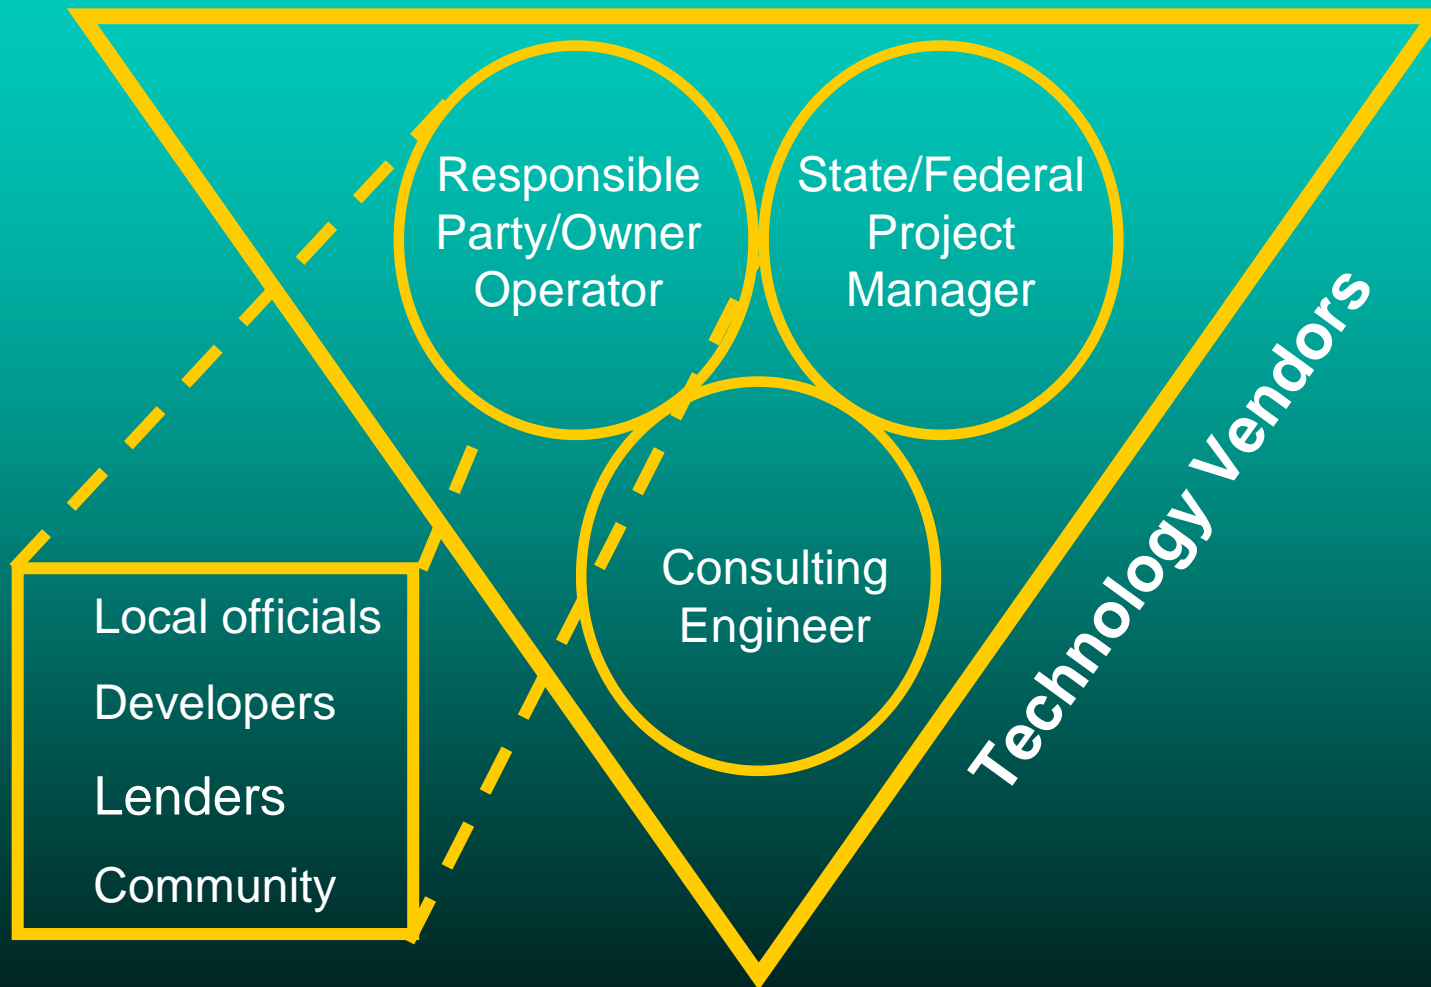 Responsible
Party/Owner
Operator
State/Federal
Project
Manager
Technology Vendors
Consulting
Engineer
Local officials
Developers
Lenders
Community